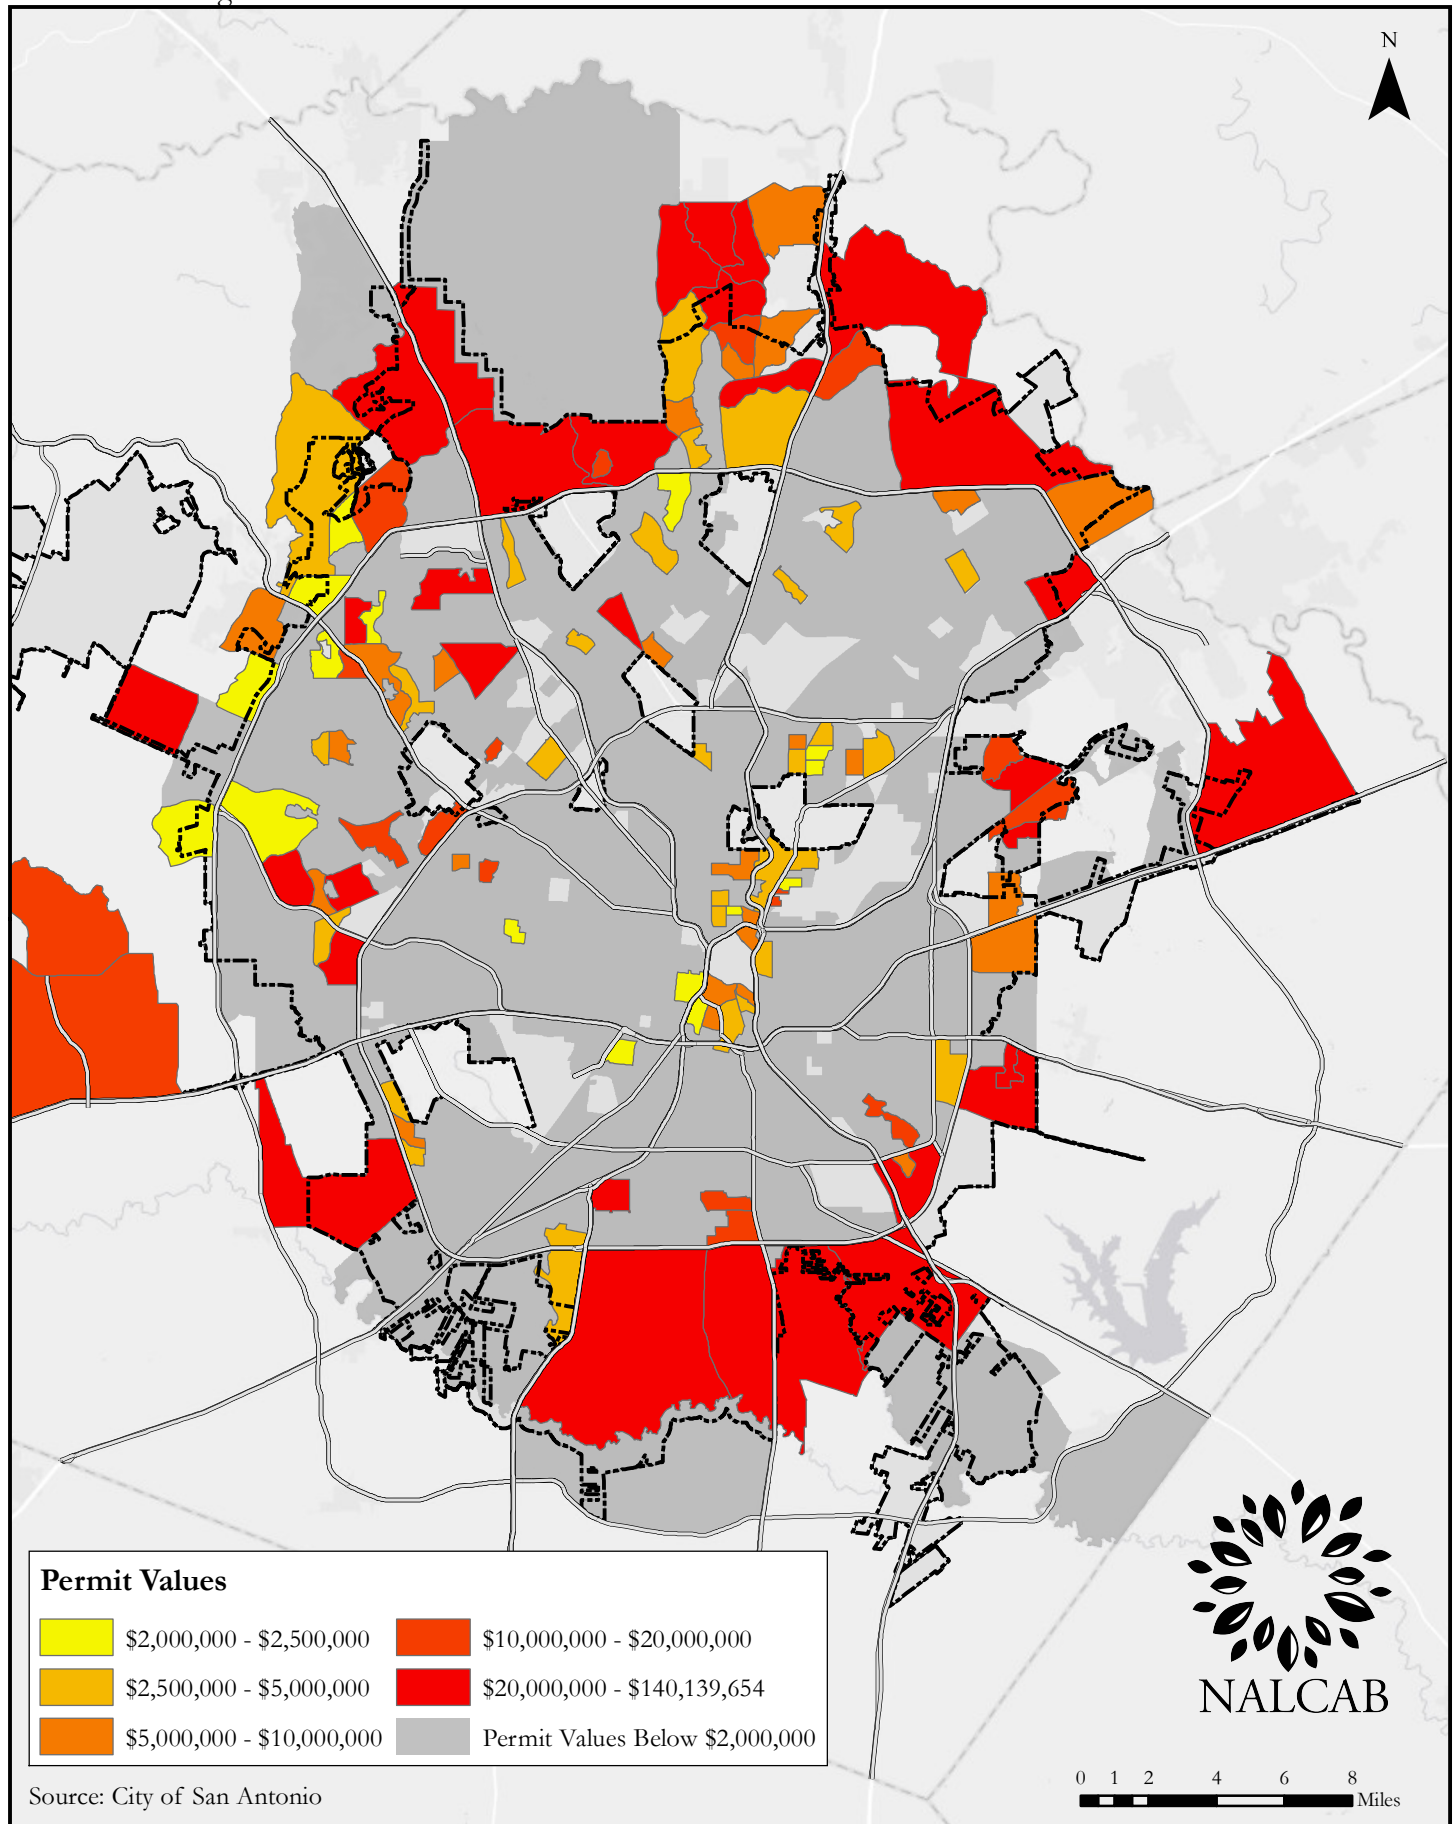 N
Permit Values
$2,000,000 - $2,500,000
$10,000,000 - $20,000,000
$2,500,000 - $5,000,000
$20,000,000 - $140,139,654
$5,000,000 - $10,000,000
Permit Values Below $2,000,000
Source: City of San Antonio
NALCAB
0 1 2 4 6 8
Miles